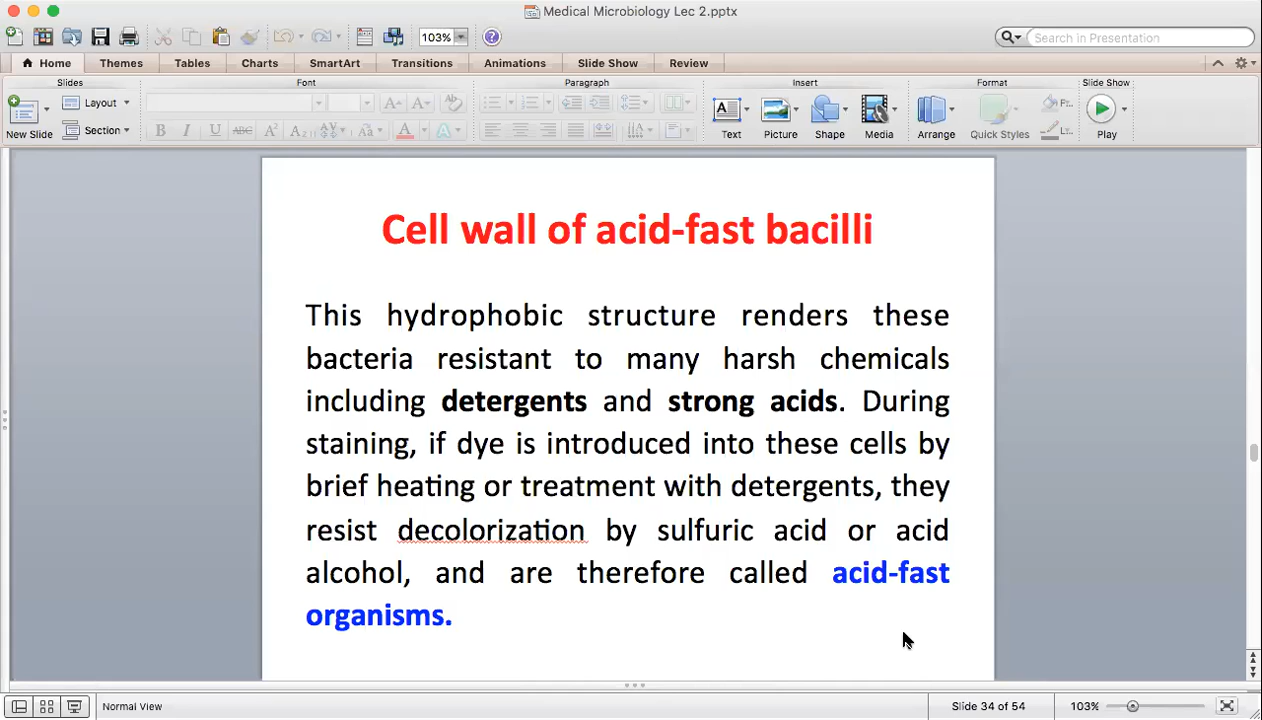 Medical Microbiology Lec 2.pptx
103%
Search in Presentation
Home Themes Tables Charts SmartArt Transitions Animations Slide Show Review
Slides Font Paragraph Insert Format Slide Show
New Slide Layout Section
B I U ABC A² A₂ AV Aa A A
Text Picture Shape Media Arrange Quick Styles Play
Cell wall of acid-fast bacilli
This hydrophobic structure renders these
bacteria resistant to many harsh chemicals
including detergents and strong acids. During
staining, if dye is introduced into these cells by
brief heating or treatment with detergents, they
resist decolorization by sulfuric acid or acid
alcohol, and are therefore called acid-fast
organisms.
Normal View Slide 34 of 54 103%